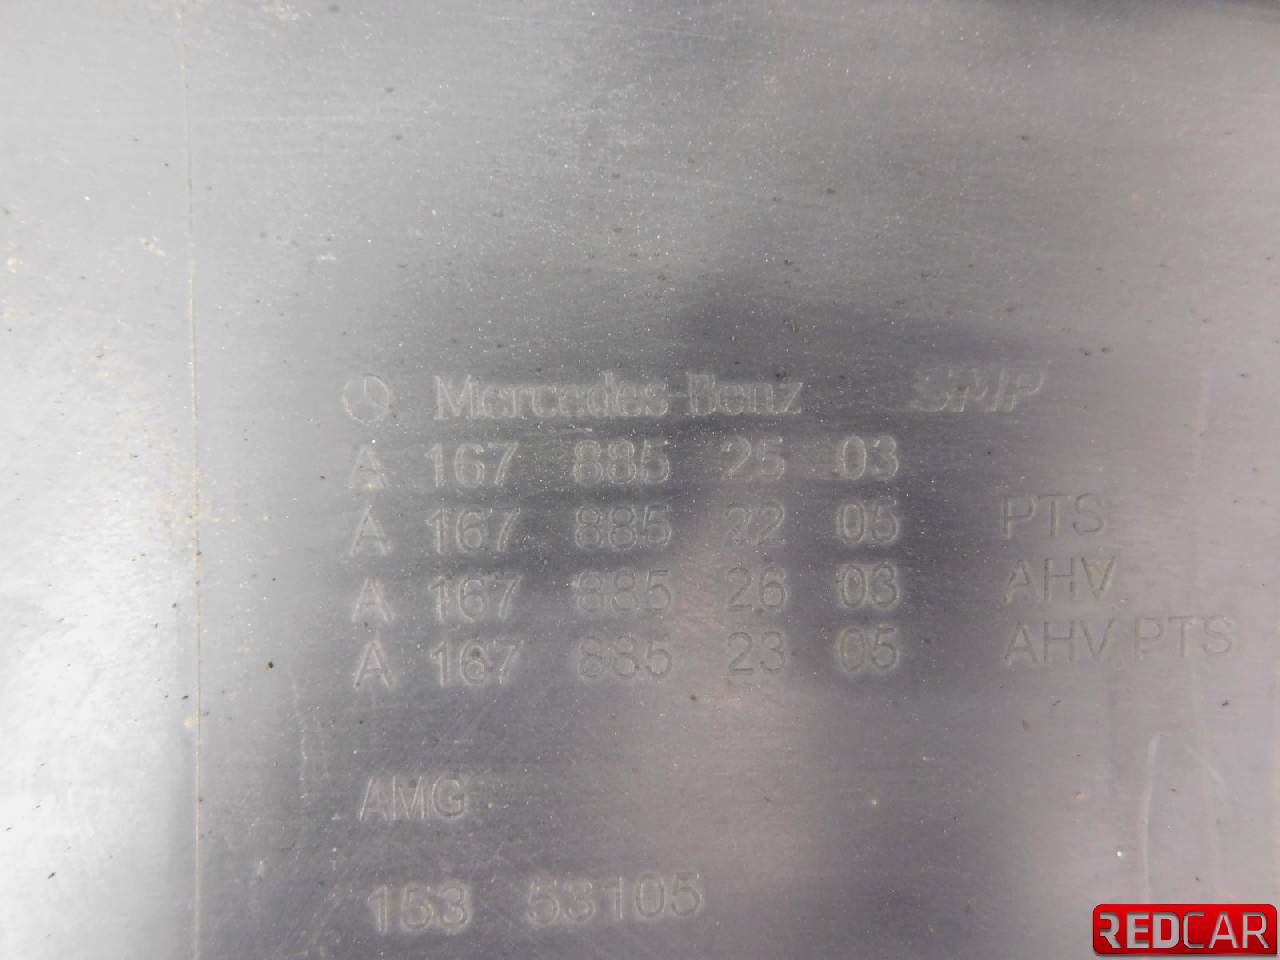 Mercedes-Benz SMP
A 167 885 25 03
A 167 885 22 05 PTS
A 167 885 26 03 AHV
A 167 885 23 05 AHV PTS
AMG
153 53105
REDCAR